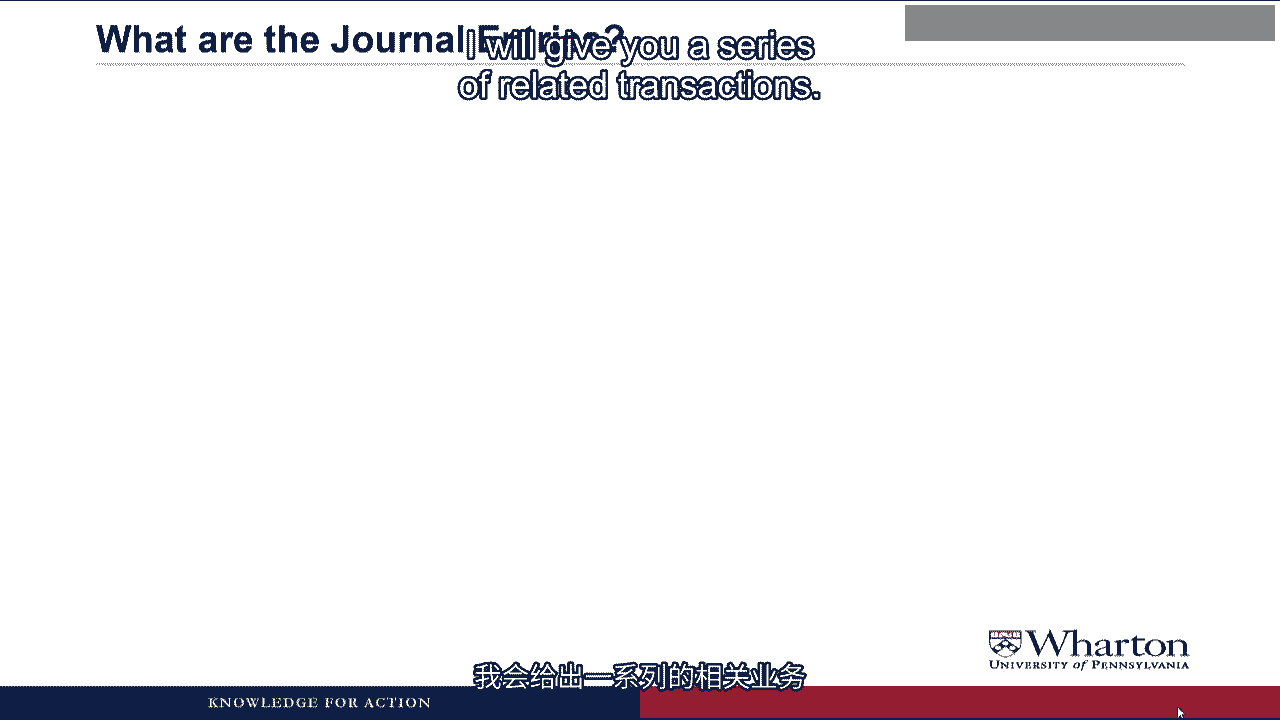 What are the Journal Entries?
I will give you a series
of related transactions.
Wharton
UNIVERSITY of PENNSYLVANIA
我会给出一系列的相关业务
KNOWLEDGE FOR ACTION